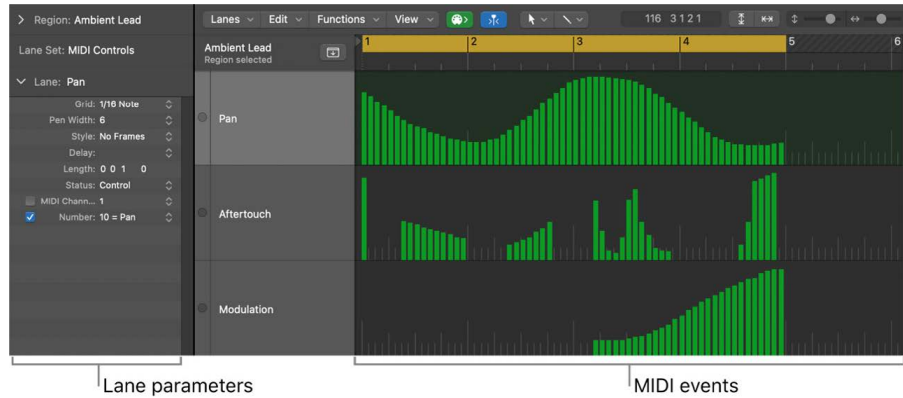 Region: Ambient Lead
Lanes Edit Functions View 116 3 1 2 1
Lane Set: MIDI Controls
Ambient Lead
Region selected
1 2 3 4 5 6
Lane: Pan
Grid: 1/16 Note
Pen Width: 6
Style: No Frames
Delay:
Length: 0 0 1 0
Status: Control
MIDI Chann... 1
Number: 10 = Pan
Pan
Aftertouch
Modulation
Lane parameters
MIDI events